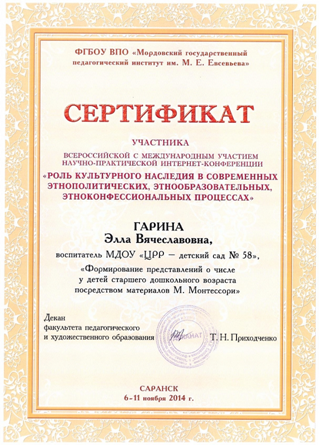 ФГБОУ ВПО «Мордовский государственный
педагогический институт им. М. Е. Евсевьева»
СЕРТИФИКАТ
УЧАСТНИКА
ВСЕРОССИЙСКОЙ С МЕЖДУНАРОДНЫМ УЧАСТИЕМ
НАУЧНО-ПРАКТИЧЕСКОЙ ИНТЕРНЕТ-КОНФЕРЕНЦИИ
«РОЛЬ КУЛЬТУРНОГО НАСЛЕДИЯ В СОВРЕМЕННЫХ
ЭТНОПОЛИТИЧЕСКИХ, ЭТНООБРАЗОВАТЕЛЬНЫХ,
ЭТНОКОНФЕССИОНАЛЬНЫХ ПРОЦЕССАХ»
ГАРИНА
Элла Вячеславовна,
воспитатель МДОУ «ЦРР – детский сад № 58»,
«Формирование представлений о числе
у детей старшего дошкольного возраста
посредством материалов М. Монтессори»
Декан
факультета педагогического
и художественного образования
Т. Н. Приходченко
САРАНСК
6–11 ноября 2014 г.